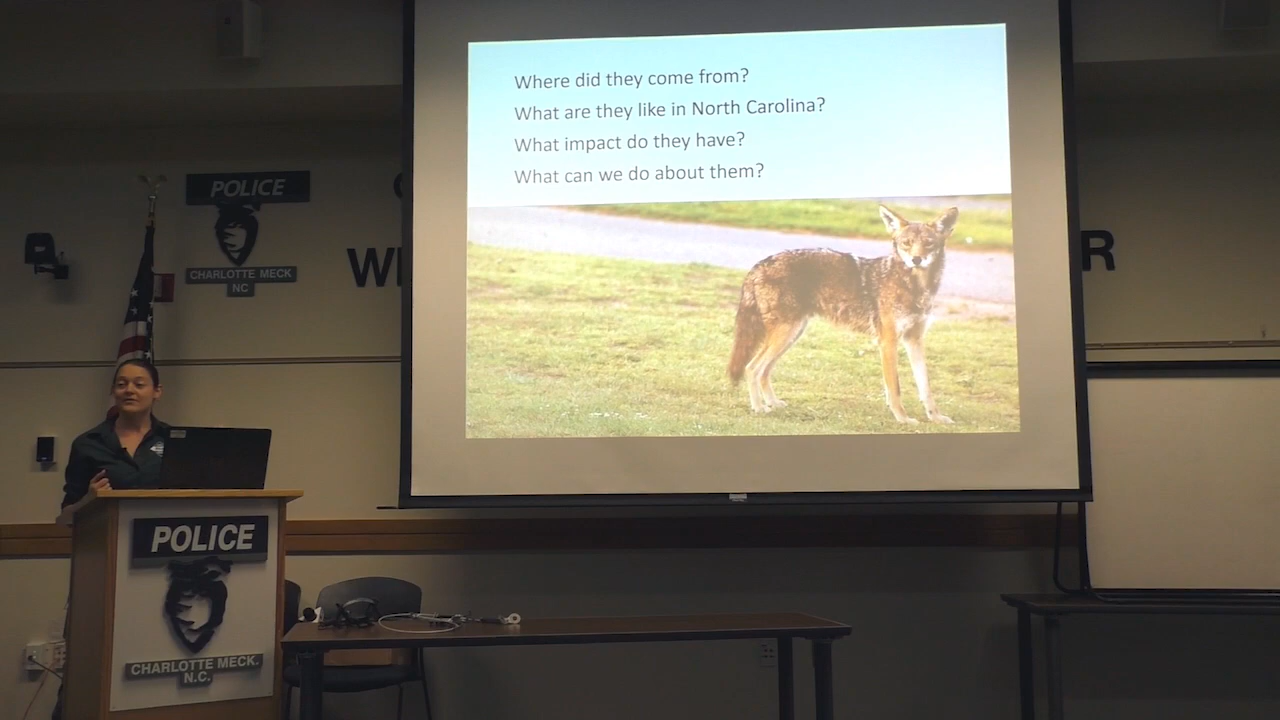 Where did they come from?
What are they like in North Carolina?
What impact do they have?
What can we do about them?
POLICE
CHARLOTTE MECK
NC
WE
R
POLICE
CHARLOTTE MECK.
N.C.